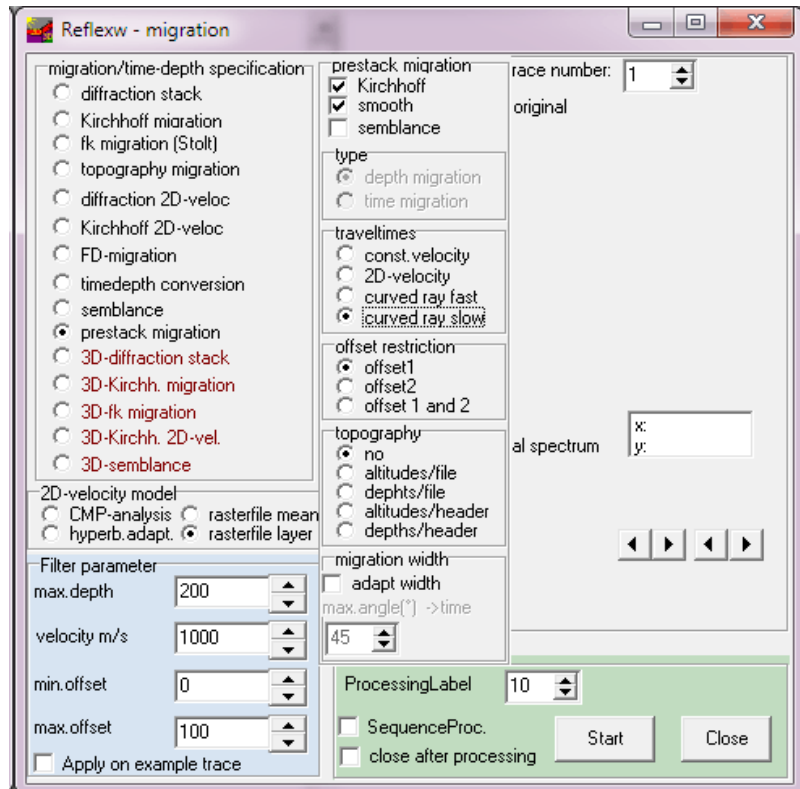 Reflexw - migration
migration/time-depth specification
diffraction stack
Kirchhoff migration
fk migration (Stolt)
topography migration
diffraction 2D-veloc
Kirchhoff 2D-veloc
FD-migration
timedepth conversion
semblance
prestack migration
3D-diffraction stack
3D-Kirchh. migration
3D-fk migration
3D-Kirchh. 2D-vel.
3D-semblance
2D-velocity model
CMP-analysis rasterfile mean
hyperb.adapt. rasterfile layer
Filter parameter
max.depth 200
velocity m/s 1000
min.offset 0
max.offset 100
Apply on example trace
prestack migration
Kirchhoff
smooth
semblance
type
depth migration
time migration
traveltimes
const.velocity
2D-velocity
curved ray fast
curved ray slow
offset restriction
offset1
offset2
offset 1 and 2
topography
no
altitudes/file
dephts/file
altitudes/header
depths/header
migration width
adapt width
max.angle(°) ->time
45
race number: 1
original
al spectrum
x:
y:
ProcessingLabel 10
SequenceProc.
close after processing
Start
Close